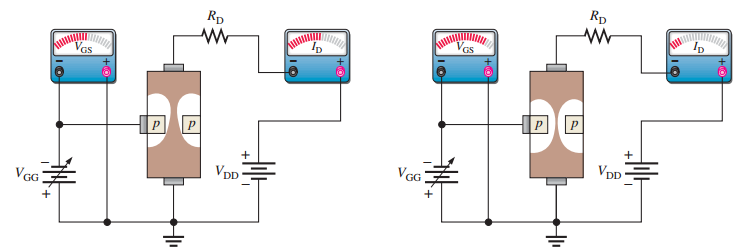 R_D
R_D
V_GS
I_D
V_GS
I_D
− +
− +
− +
− +
p p
p p
− +
V_GG
+
V_DD
−
− +
V_GG
+
V_DD
−